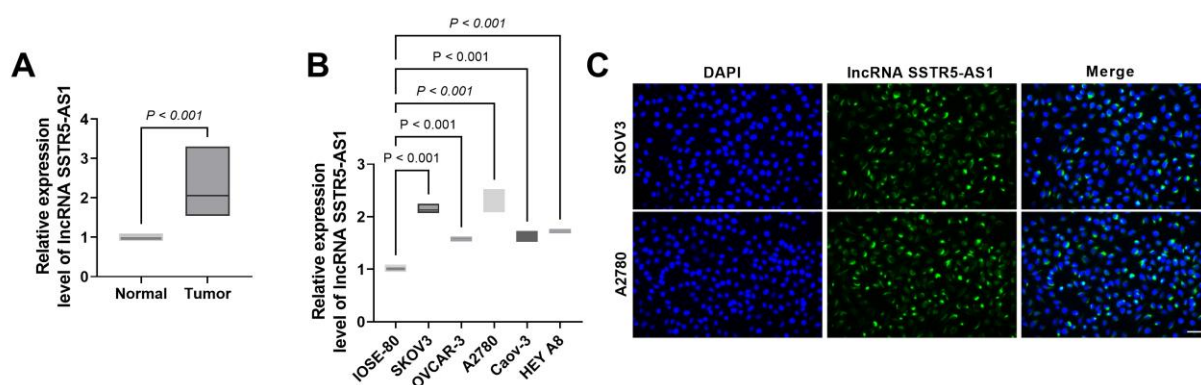 A
Relative expression
level of lncRNA SSTR5-AS1
P < 0.001
4
3
2
1
0
Normal
Tumor
B
Relative expression
level of lncRNA SSTR5-AS1
P < 0.001
P < 0.001
P < 0.001
P < 0.001
P < 0.001
3
2
1
0
IOSE-80
SKOV3
OVCAR-3
A2780
Caov-3
HEY A8
C
DAPI
lncRNA SSTR5-AS1
Merge
SKOV3
A2780